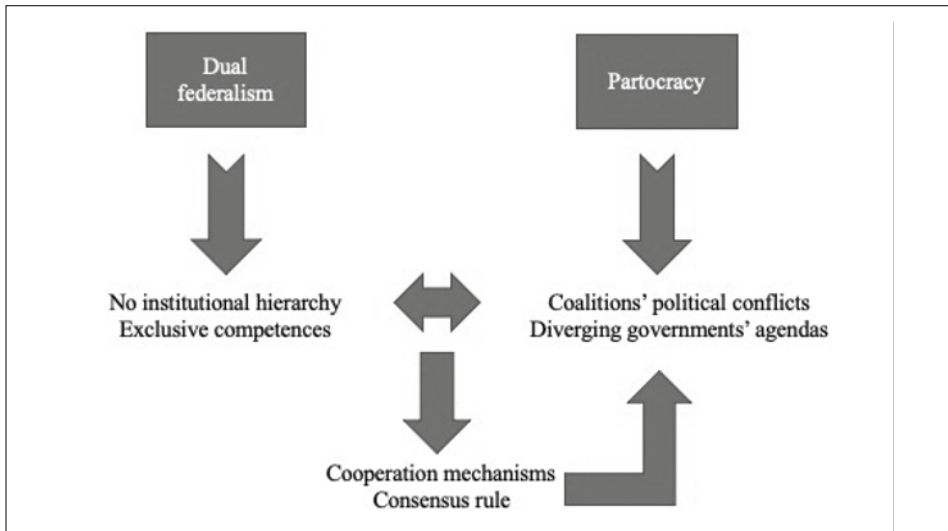 Dual
federalism
Partocracy
No institutional hierarchy
Exclusive competences
Coalitions’ political conflicts
Diverging governments’ agendas
Cooperation mechanisms
Consensus rule